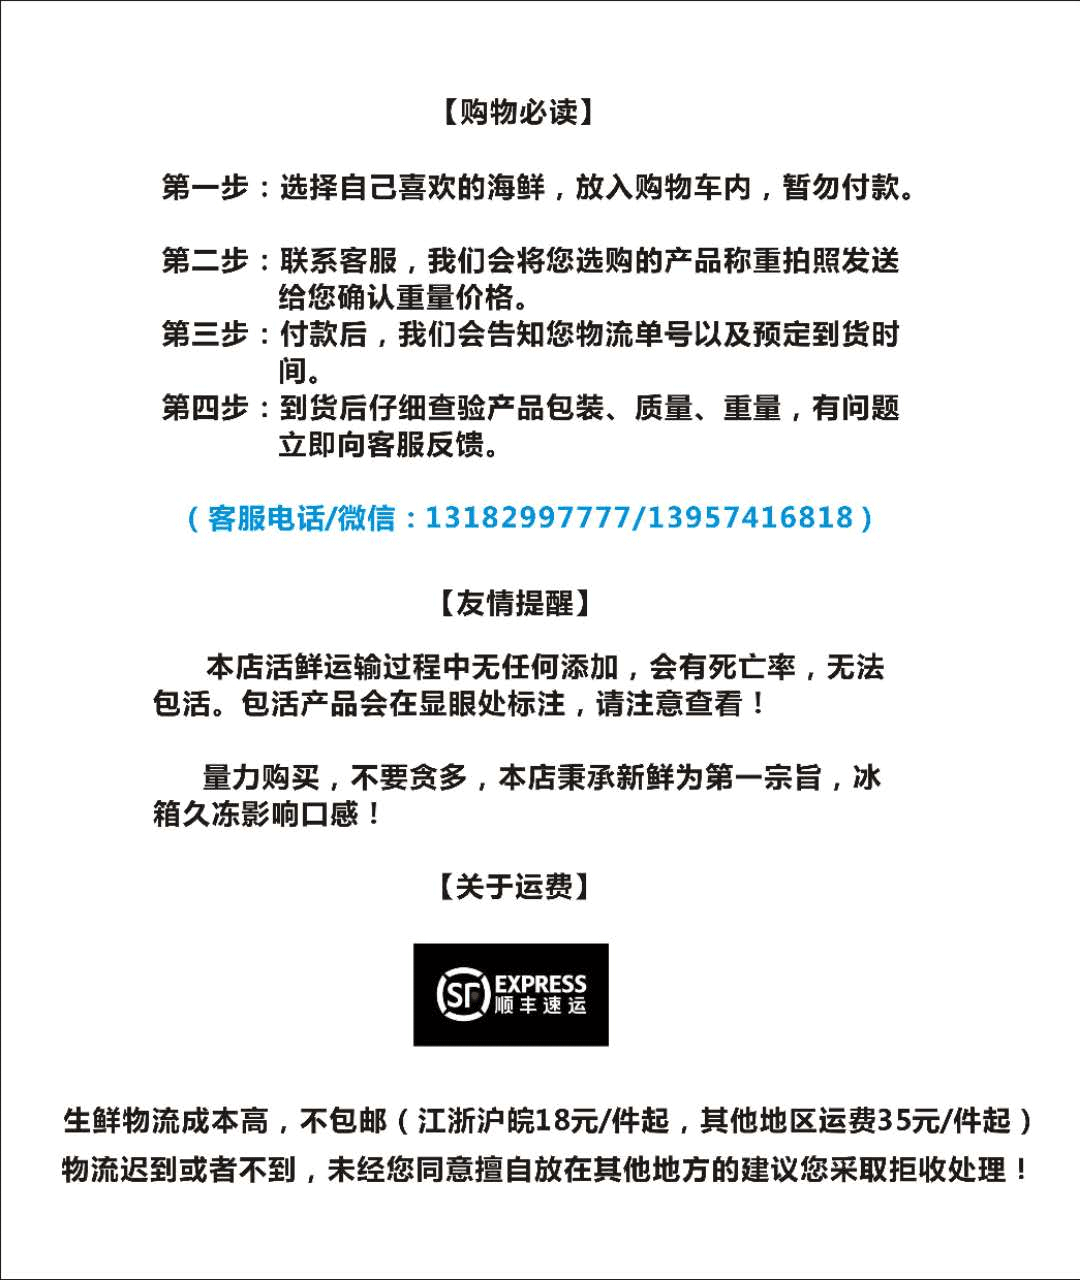 【购物必读】
第一步：选择自己喜欢的海鲜，放入购物车内，暂勿付款。
第二步：联系客服，我们会将您选购的产品称重拍照发送
给您确认重量价格。
第三步：付款后，我们会告知您物流单号以及预定到货时
间。
第四步：到货后仔细查验产品包装、质量、重量，有问题
立即向客服反馈。
（客服电话/微信：13182997777/13957416818）
【友情提醒】
本店活鲜运输过程中无任何添加，会有死亡率，无法
包活。包活产品会在显眼处标注，请注意查看！
量力购买，不要贪多，本店秉承新鲜为第一宗旨，冰
箱久冻影响口感！
【关于运费】
SF EXPRESS
顺丰速运
生鲜物流成本高，不包邮（江浙沪皖18元/件起，其他地区运费35元/件起）
物流迟到或者不到，未经您同意擅自放在其他地方的建议您采取拒收处理！